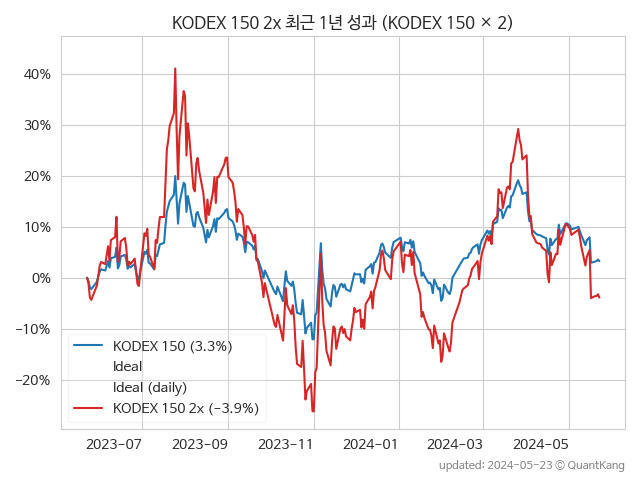 KODEX 150 2x 최근 1년 성과 (KODEX 150 × 2)
40%
30%
20%
10%
0%
−10%
−20%
KODEX 150 (3.3%)
Ideal
Ideal (daily)
KODEX 150 2x (−3.9%)
2023-07 2023-09 2023-11 2024-01 2024-03 2024-05
updated: 2024-05-23 © QuantKang